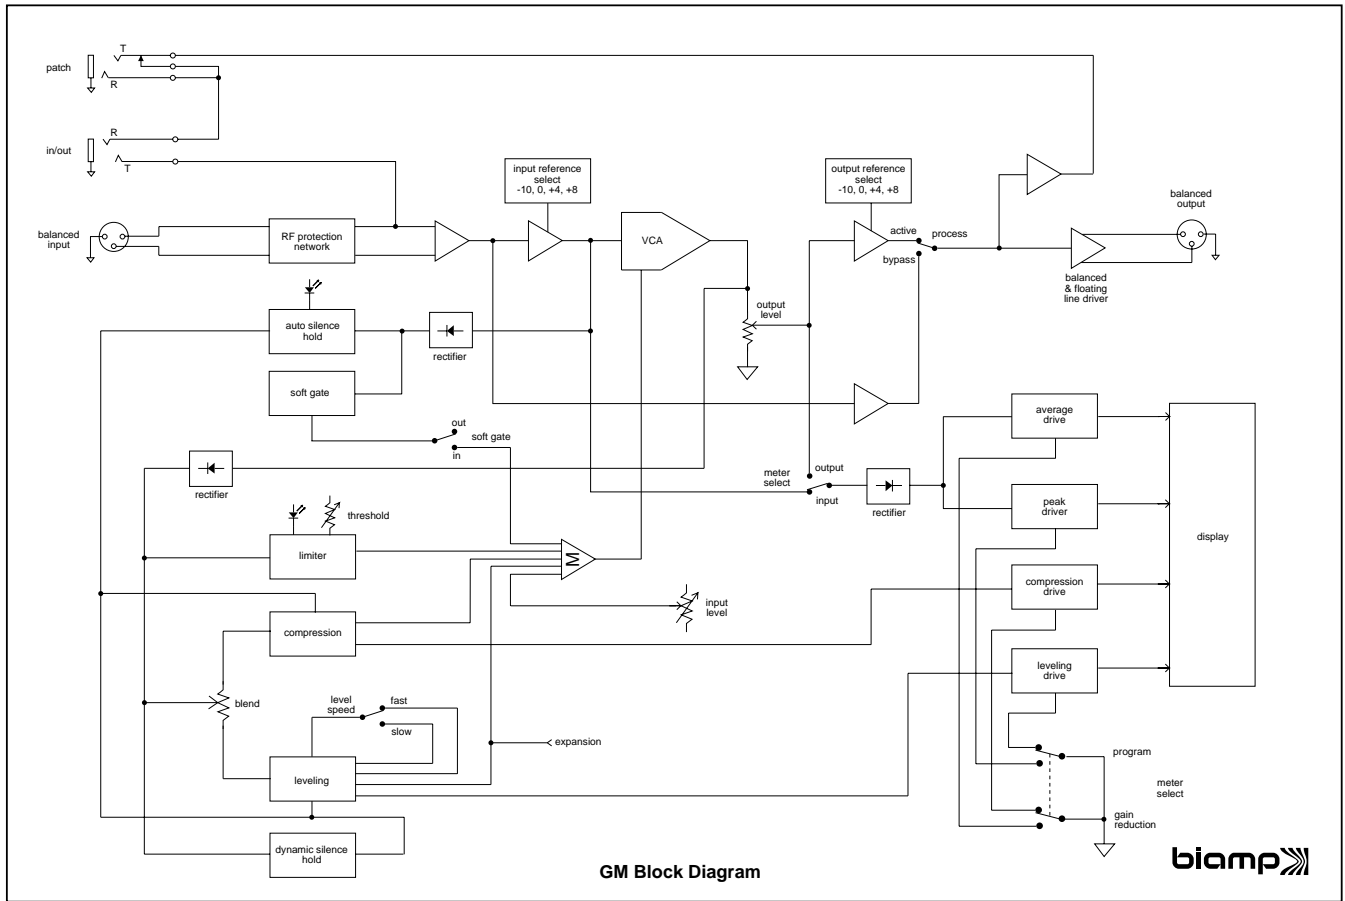 T
patch
R
R
in/out
T
input reference
select
-10, 0, +4, +8
output reference
select
-10, 0, +4, +8
balanced
output
balanced
input
RF protection
network
VCA
active
process
bypass
balanced
& floating
line driver
auto silence
hold
rectifier
output
level
soft gate
out
soft gate
in
average
drive
meter
select
output
input
rectifier
rectifier
peak
driver
threshold
limiter
M
display
compression
drive
input
level
compression
leveling
drive
blend
level
speed
fast
slow
expansion
leveling
program
meter
select
gain
reduction
dynamic silence
hold
GM Block Diagram
biamp